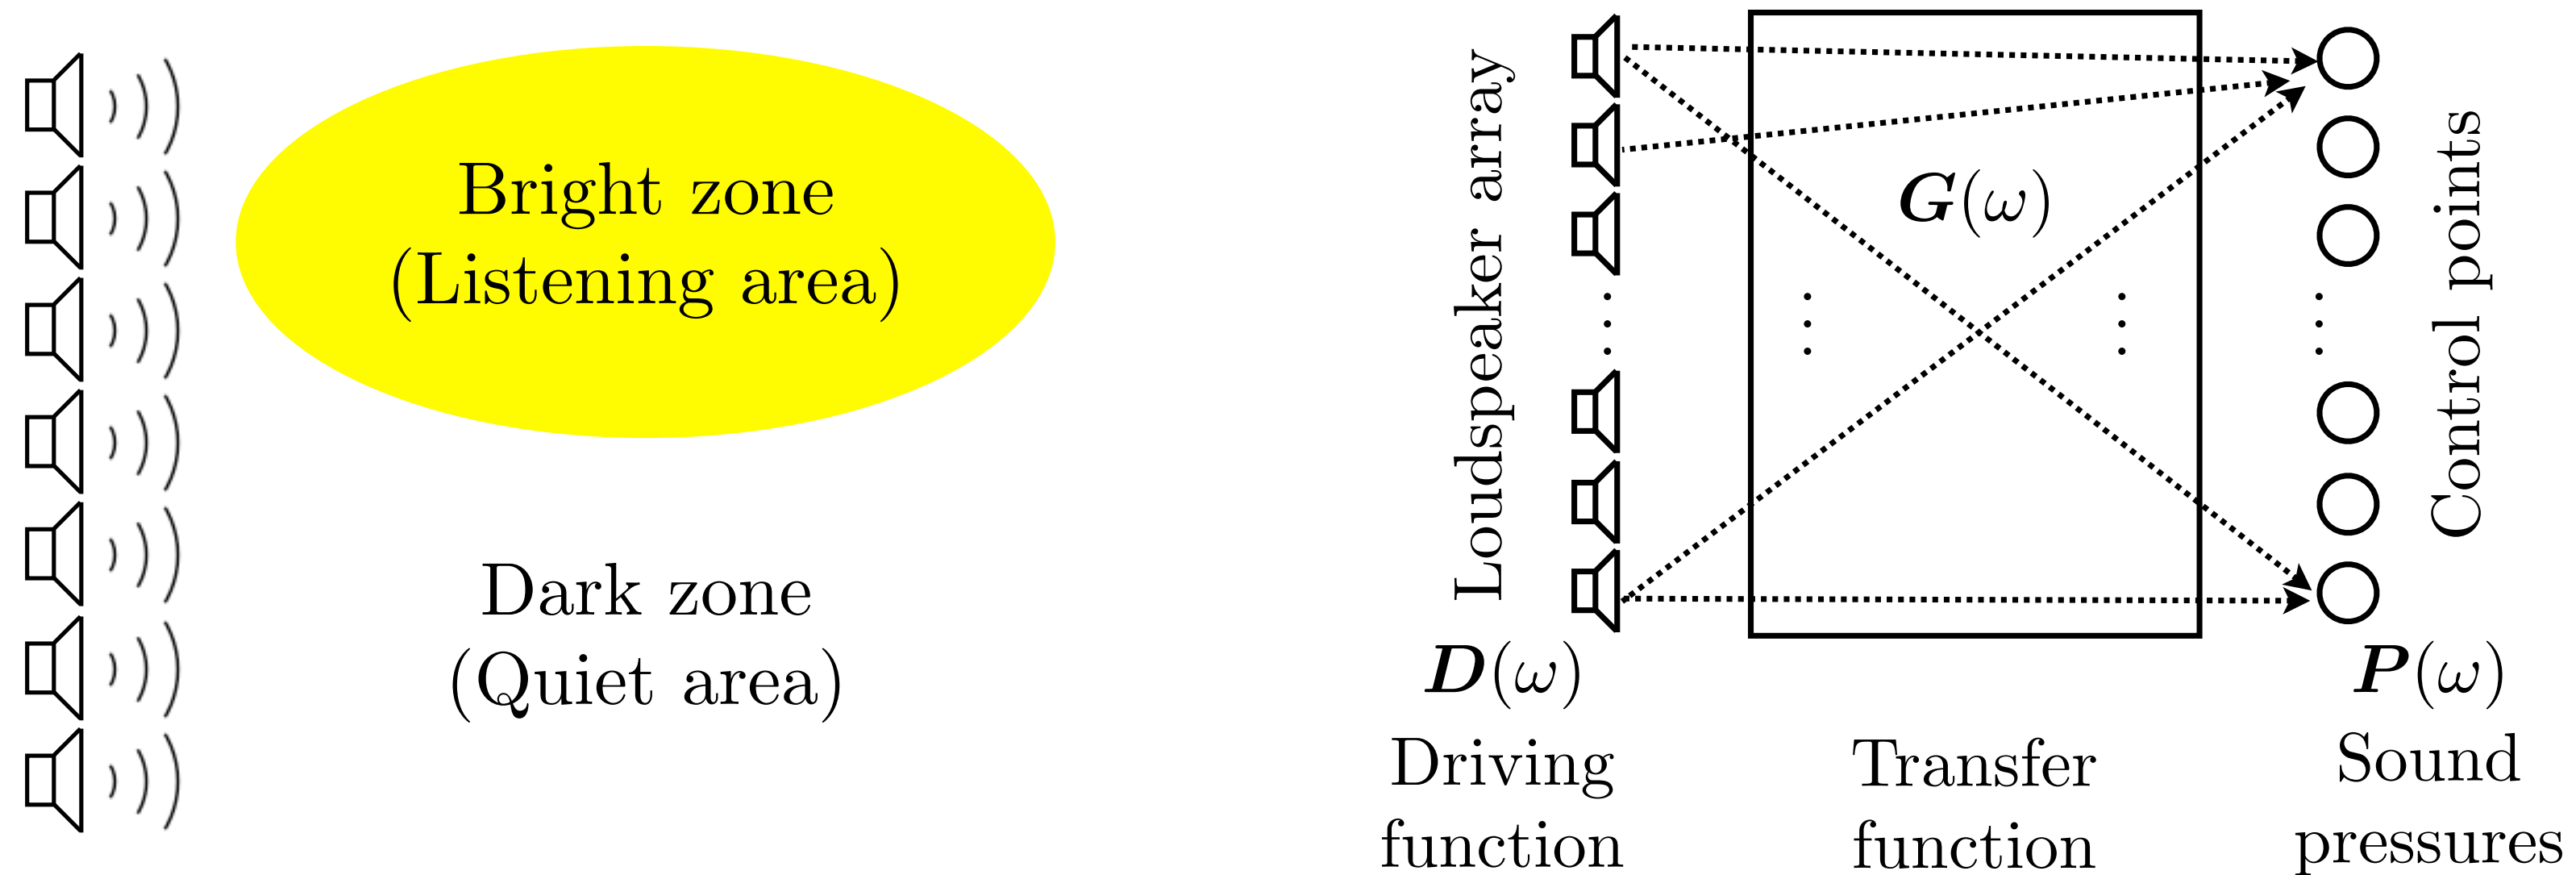 Bright zone
(Listening area)
Dark zone
(Quiet area)
Loudspeaker array
G(ω)
Control points
D(ω)
P(ω)
Driving
function
Transfer
function
Sound
pressures